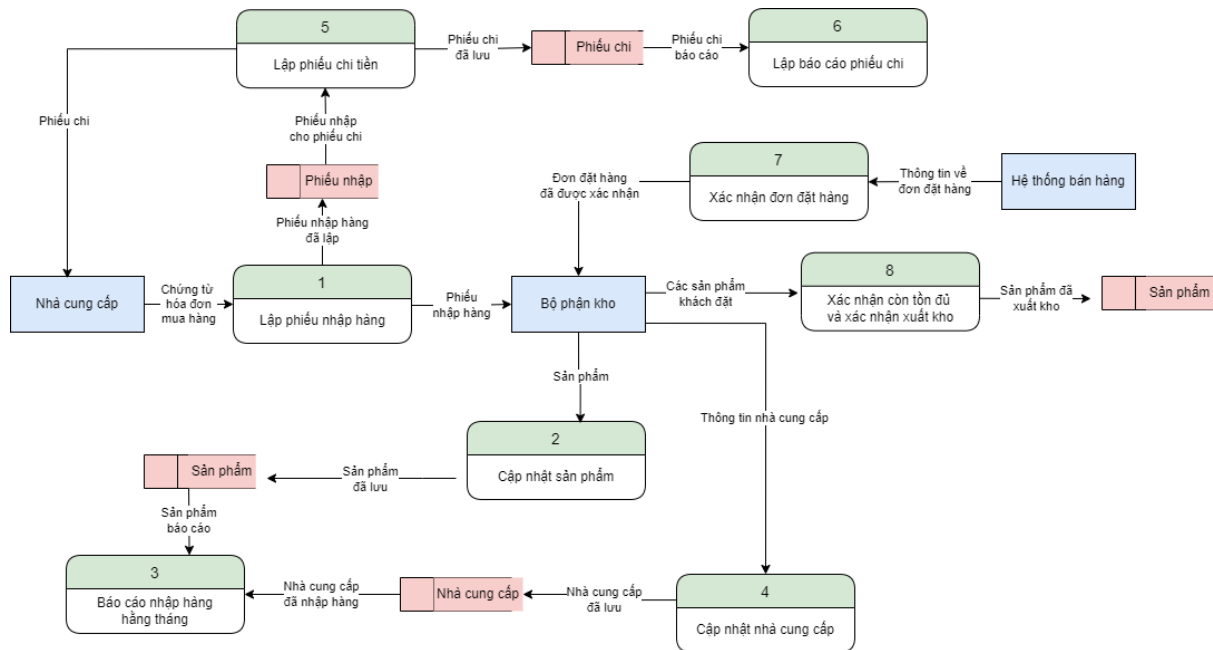 5
Lập phiếu chi tiền
Phiếu chi
đã lưu
Phiếu chi
Phiếu chi
báo cáo
6
Lập báo cáo phiếu chi
Phiếu chi
Phiếu nhập
cho phiếu chi
Phiếu nhập
Phiếu nhập hàng
đã lập
7
Xác nhận đơn đặt hàng
Thông tin về
đơn đặt hàng
Hệ thống bán hàng
Đơn đặt hàng
đã được xác nhận
Nhà cung cấp
Chứng từ
hóa đơn
mua hàng
1
Lập phiếu nhập hàng
Phiếu
nhập hàng
Bộ phận kho
Các sản phẩm
khách đặt
8
Xác nhận còn tồn đủ
và xác nhận xuất kho
Sản phẩm đã
xuất kho
Sản phẩm
Sản phẩm
Thông tin nhà cung cấp
2
Cập nhật sản phẩm
Sản phẩm
đã lưu
Sản phẩm
Sản phẩm
báo cáo
3
Báo cáo nhập hàng
hằng tháng
Nhà cung cấp
đã nhập hàng
Nhà cung cấp
Nhà cung cấp
đã lưu
4
Cập nhật nhà cung cấp